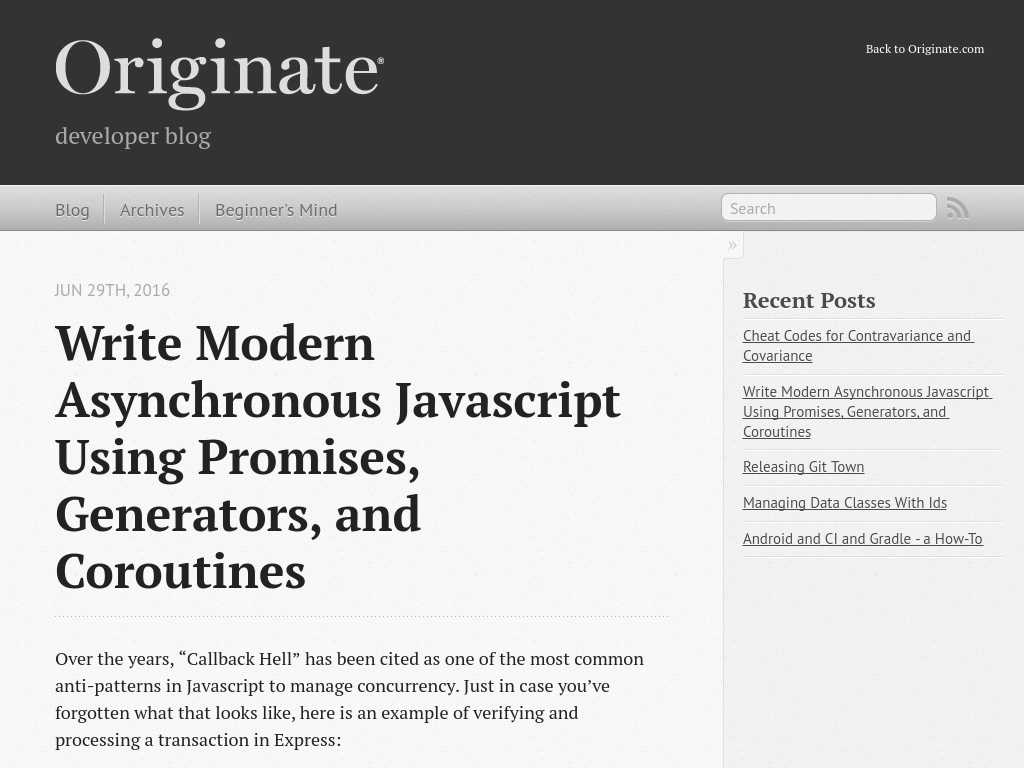 Originate®
developer blog
Back to Originate.com
Blog
Archives
Beginner's Mind
Search
»
JUN 29TH, 2016
Write Modern
Asynchronous Javascript
Using Promises,
Generators, and
Coroutines
Over the years, “Callback Hell” has been cited as one of the most common
anti-patterns in Javascript to manage concurrency. Just in case you’ve
forgotten what that looks like, here is an example of verifying and
processing a transaction in Express:
Recent Posts
Cheat Codes for Contravariance and
Covariance
Write Modern Asynchronous Javascript
Using Promises, Generators, and
Coroutines
Releasing Git Town
Managing Data Classes With Ids
Android and CI and Gradle - a How-To